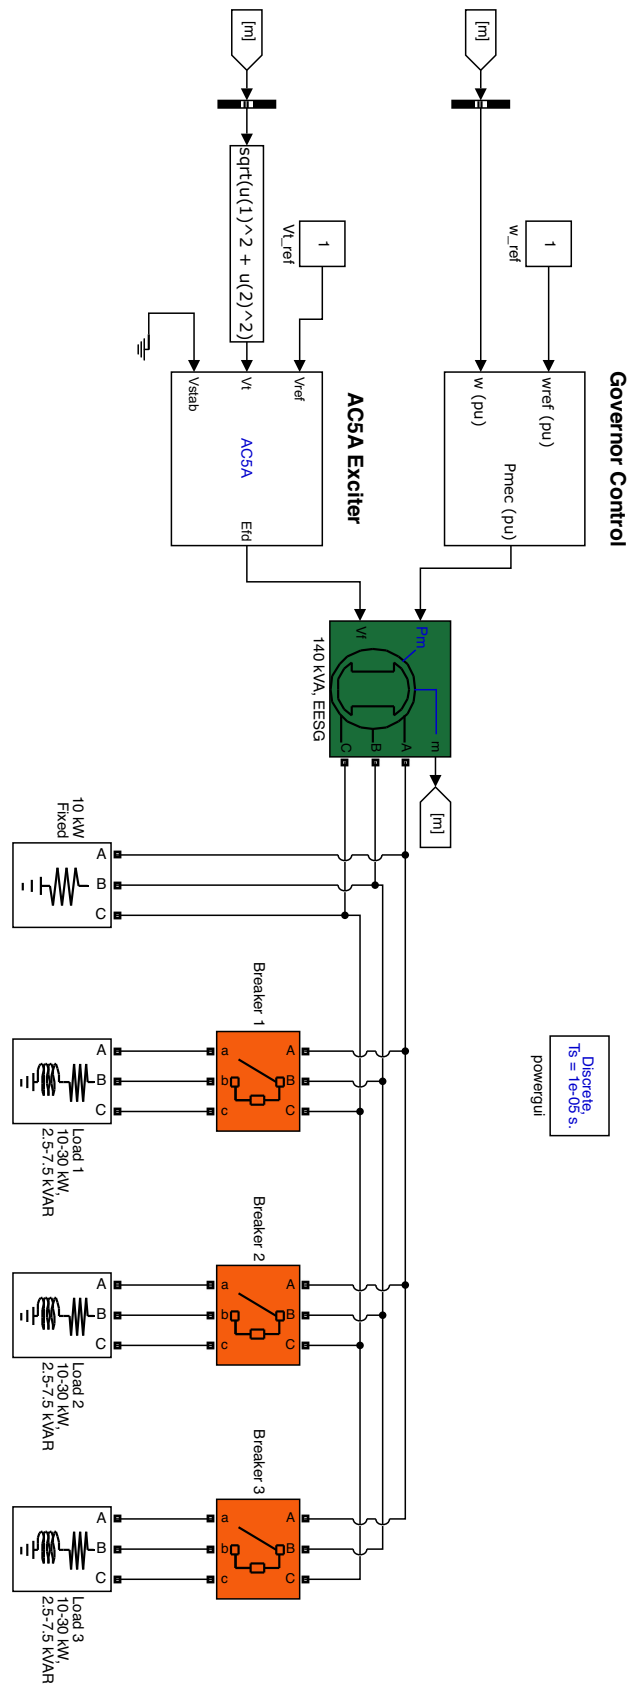 Governor Control
[m]
w_ref
1
wref (pu)
w (pu)
Pmec (pu)
AC5A Exciter
[m]
sqrt(u(1)^2 + u(2)^2)
Vt_ref
1
Vref
Vt
Vstab
AC5A
Efd
Pm
Vf
m
A
B
C
140 kVA, EESG
[m]
Discrete,
Ts = 1e-05 s.
powergui
A
B
C
10 kW
Fixed
Breaker 1
A
B
C
a
b
c
A
B
C
Load 1
10-30 kW,
2.5-7.5 kVAR
Breaker 2
A
B
C
a
b
c
A
B
C
Load 2
10-30 kW,
2.5-7.5 kVAR
Breaker 3
A
B
C
a
b
c
A
B
C
Load 3
10-30 kW,
2.5-7.5 kVAR